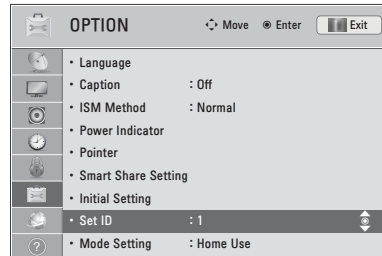 OPTION Move Enter Exit
• Language
• Caption : Off
• ISM Method : Normal
• Power Indicator
• Pointer
• Smart Share Setting
• Initial Setting
• Set ID : 1
• Mode Setting : Home Use
?